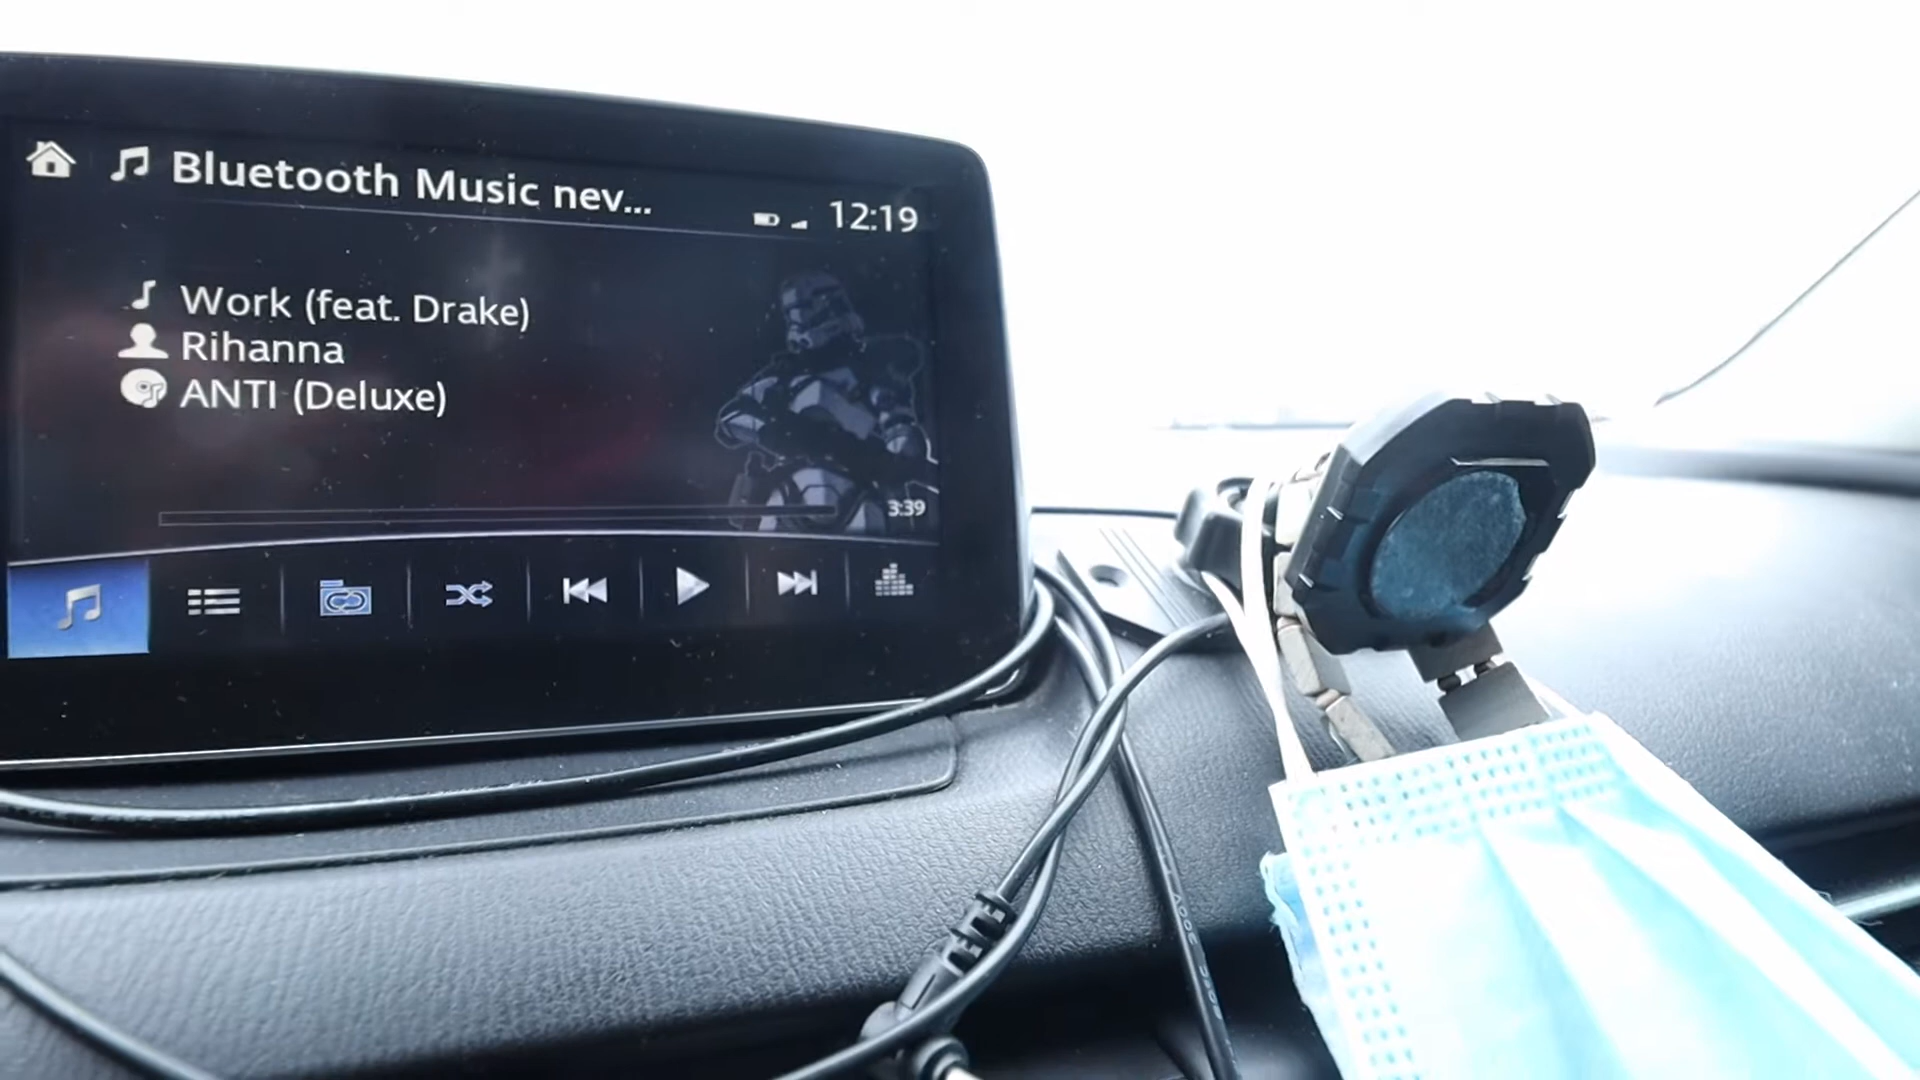 Bluetooth Music nev...
12:19
Work (feat. Drake)
Rihanna
ANTI (Deluxe)
3:39